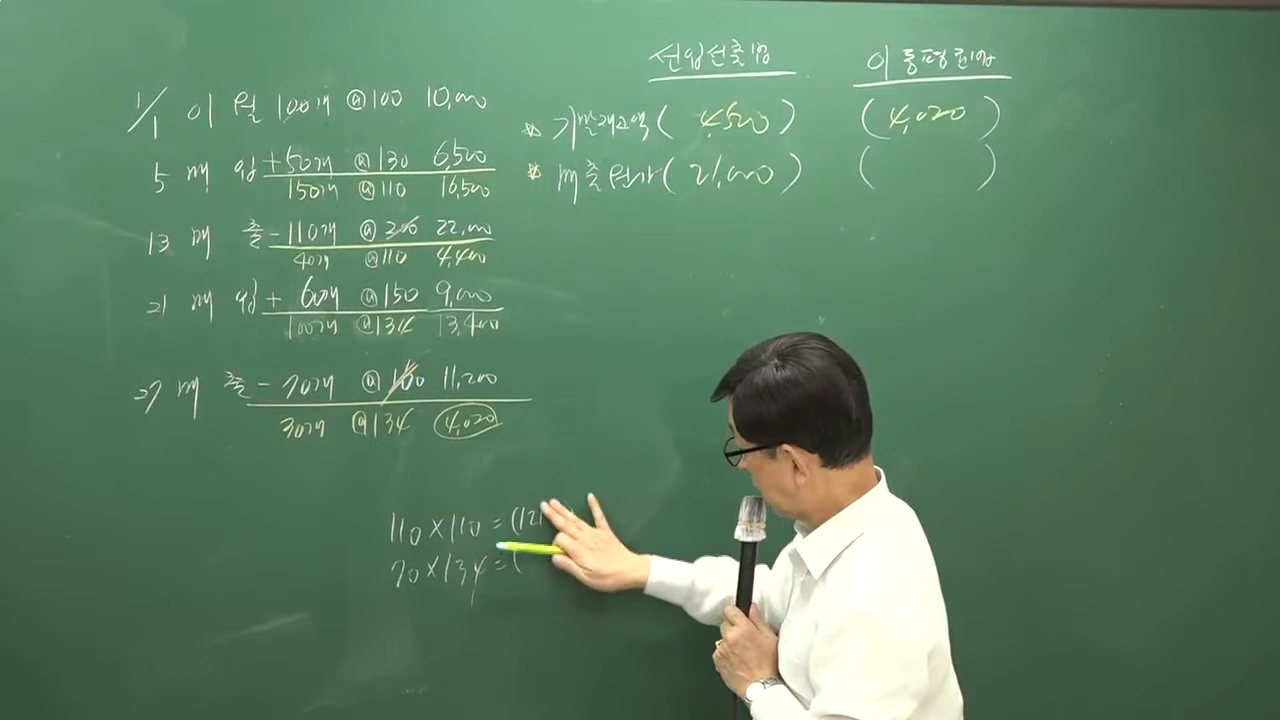 선입선출법 이동평균법
1/1 이월 100개 @100 10,000
☆ 기말재고액( 4,500 ) ( 4,020 )
5 매입 +50개 @130 6,500
150개 @110 16,500
☆ 매출원가( 21,000 ) ( )
13 매출 -110개 @200 22,000
40개 @110 4,400
21 매입 + 60개 @150 9,000
100개 @134 13,400
27 매출 - 70개 @160 11,200
30개 @134 4,020
110×110=(121
70×134=(